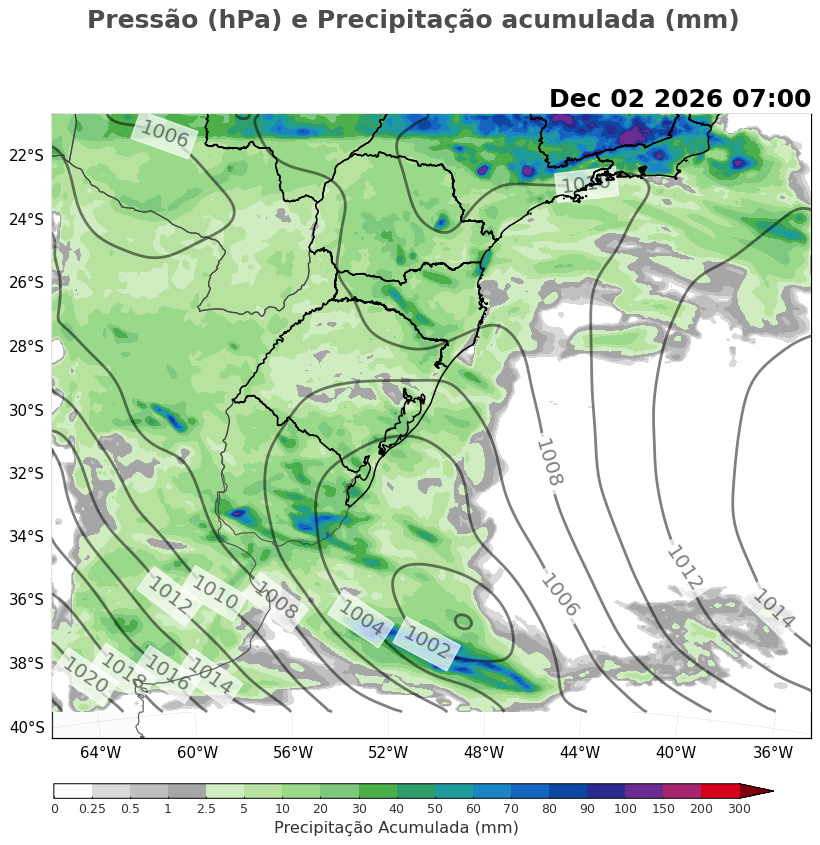 Pressão (hPa) e Precipitação acumulada (mm)
Dec 02 2026 07:00
1006
1010
22°S
24°S
26°S
28°S
30°S
32°S
34°S
36°S
38°S
40°S
1008
1012
1006
1014
1012
1010
1008
1004
1002
1020
1018
1016
1014
64°W 60°W 56°W 52°W 48°W 44°W 40°W 36°W
0 0.25 0.5 1 2.5 5 10 20 30 40 50 60 70 80 90 100 150 200 300
Precipitação Acumulada (mm)